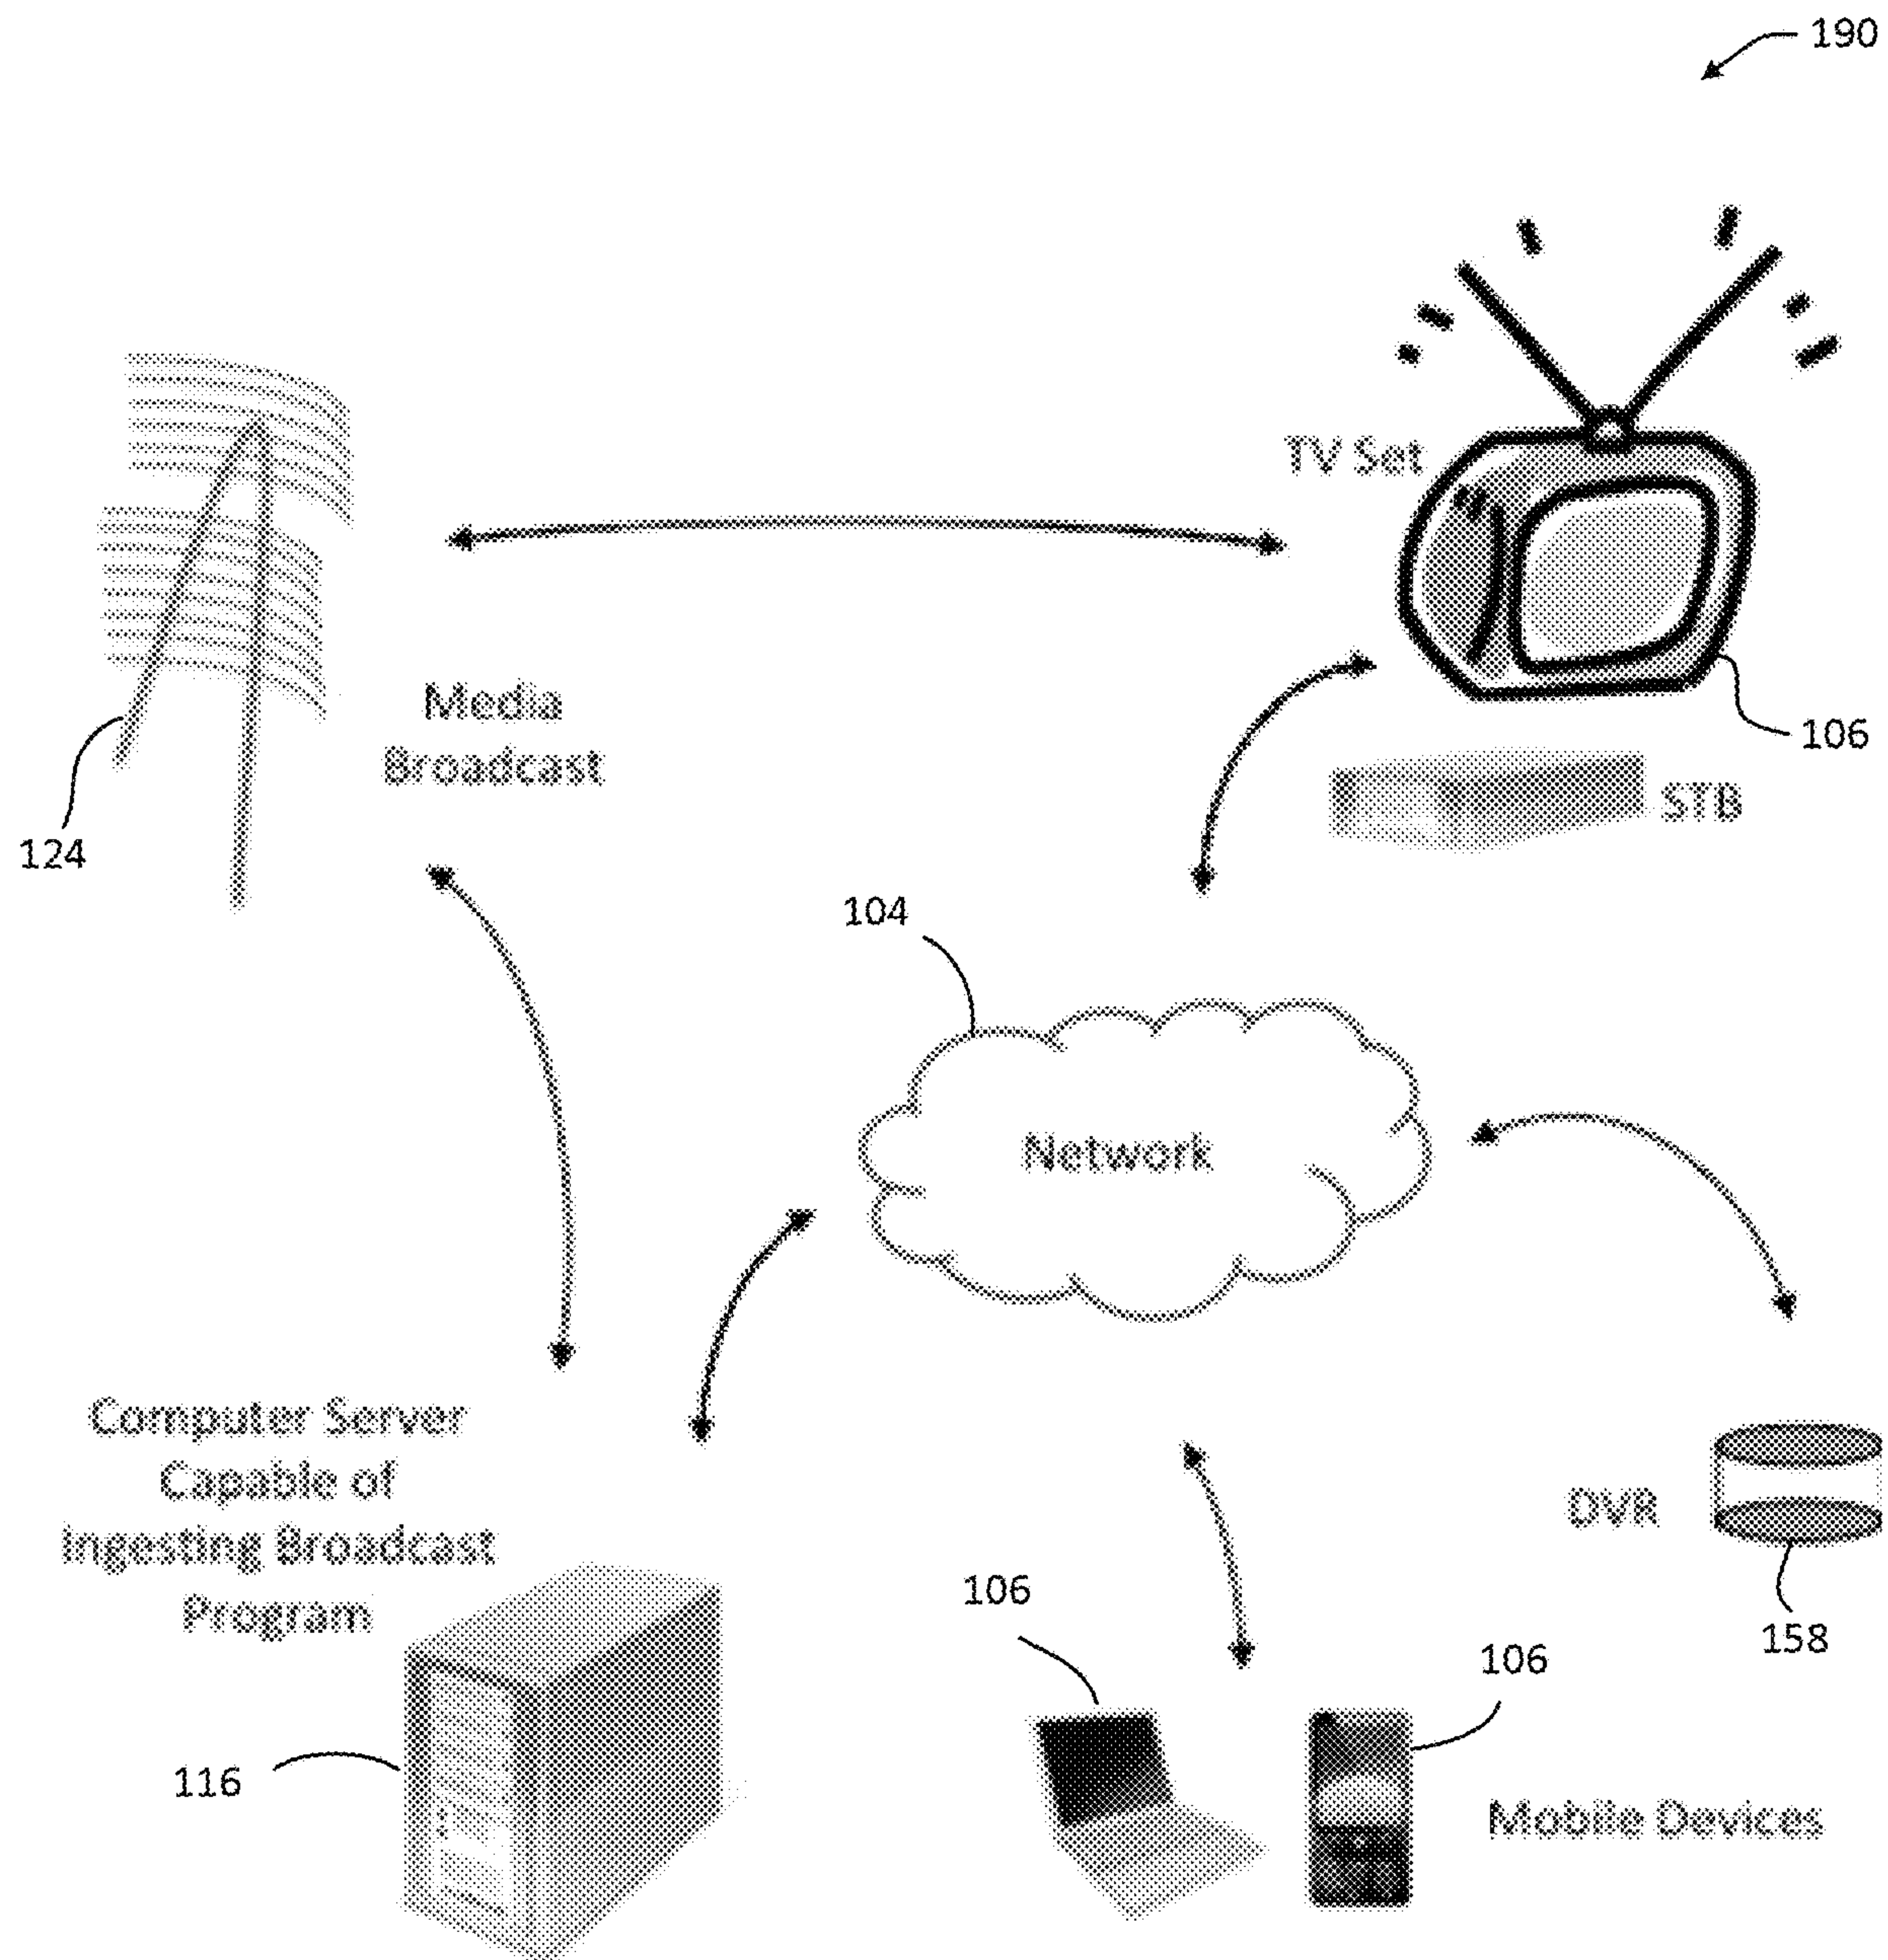 190
TV Set
Media
Broadcast
106
STB
124
104
Network
Computer Server
Capable of
Ingesting Broadcast
Program
DVR
106
158
106
116
Mobile Devices